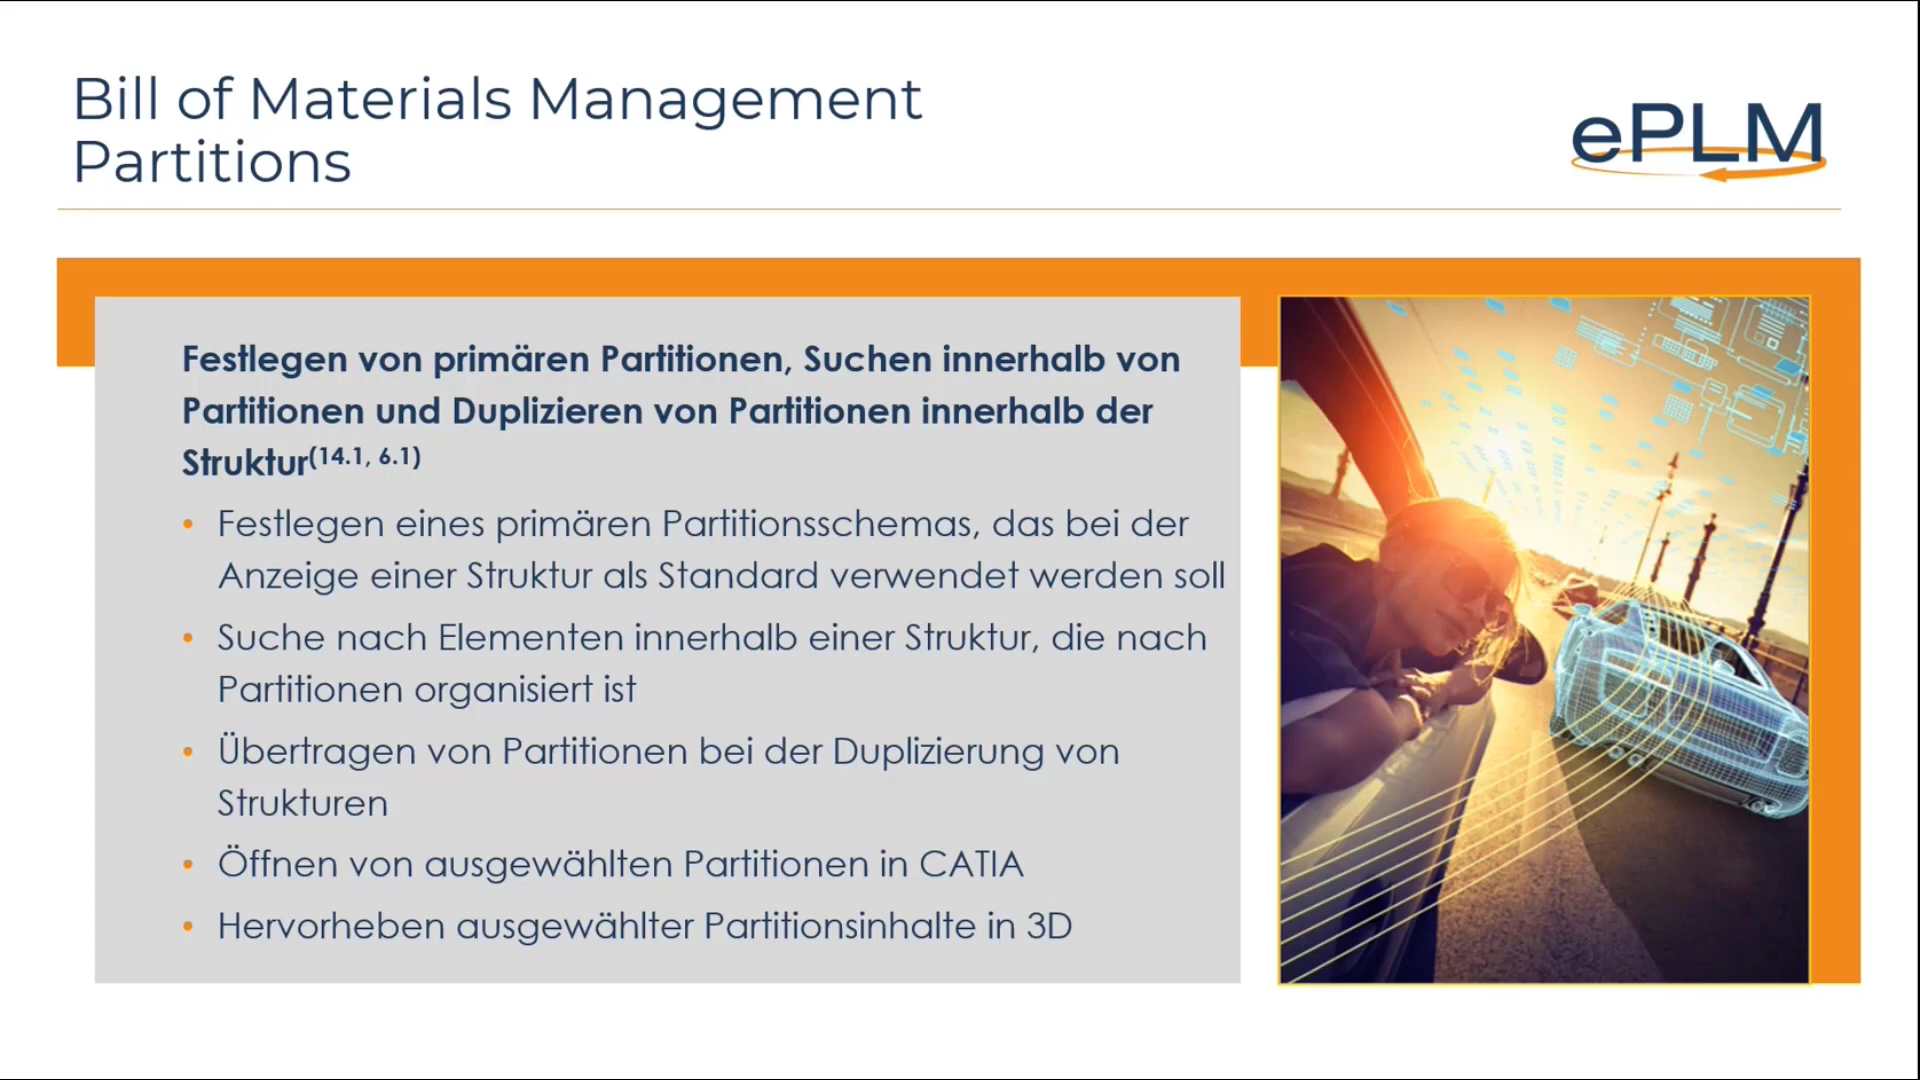 Bill of Materials Management
Partitions
ePLM
Festlegen von primären Partitionen, Suchen innerhalb von
Partitionen und Duplizieren von Partitionen innerhalb der
Struktur(14.1, 6.1)
• Festlegen eines primären Partitionsschemas, das bei der
Anzeige einer Struktur als Standard verwendet werden soll
• Suche nach Elementen innerhalb einer Struktur, die nach
Partitionen organisiert ist
• Übertragen von Partitionen bei der Duplizierung von
Strukturen
• Öffnen von ausgewählten Partitionen in CATIA
• Hervorheben ausgewählter Partitionsinhalte in 3D